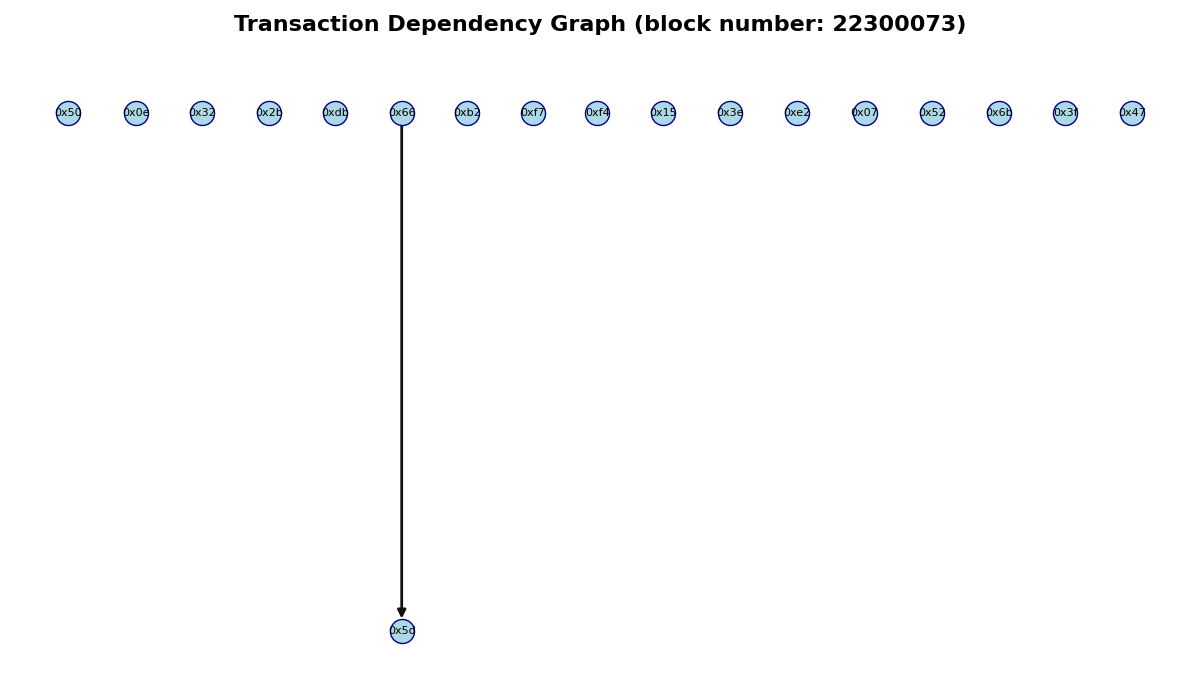 Transaction Dependency Graph (block number: 22300073)
0x50 0x0e 0x32 0x2b 0xdb 0x66 0xb2 0xf7 0xf4 0x15 0x3e 0xe2 0x07 0x52 0x6b 0x3f 0x47